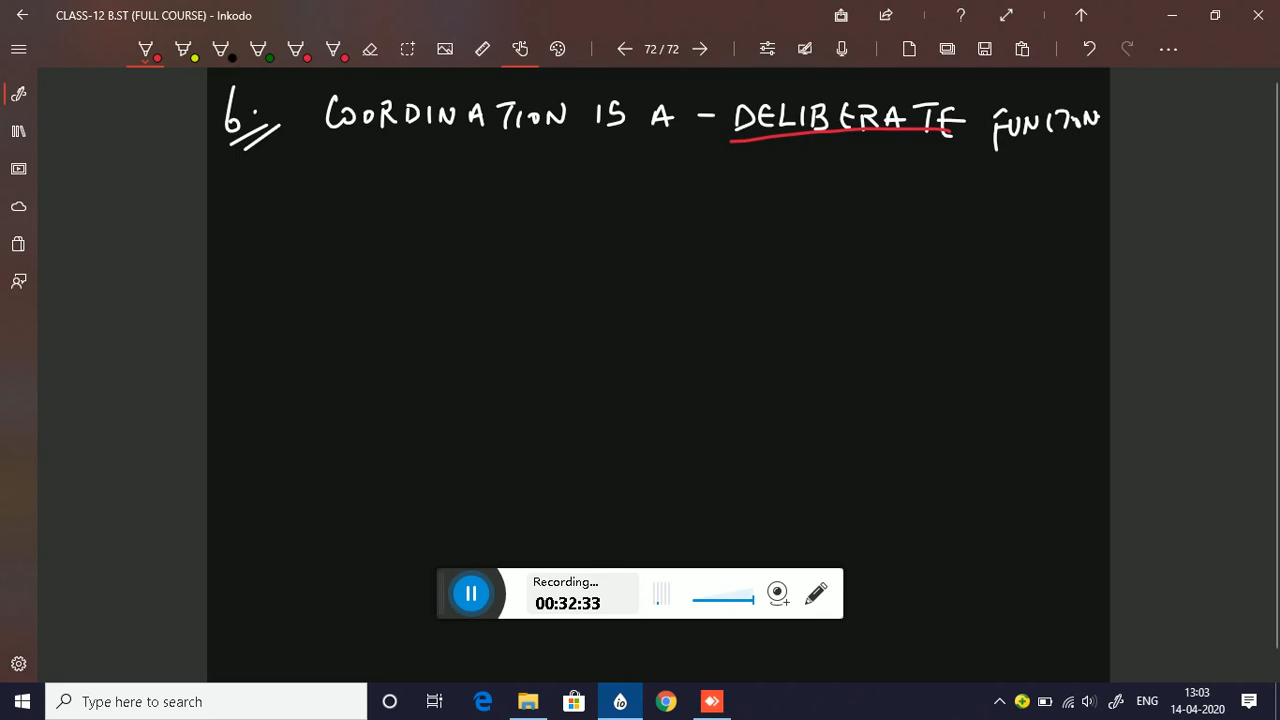 CLASS-12 B.ST (FULL COURSE) - Inkodo
72 / 72
6. COORDINATION IS A - DELIBERATE FUNCTION
Recording...
00:32:33
Type here to search
ENG
13:03
14-04-2020